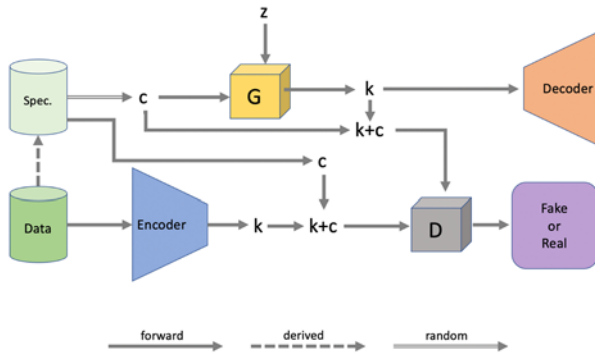 z
Spec.
c
G
k
Decoder
k+c
c
Data
Encoder
k
k+c
D
Fake
or
Real
forward
derived
random